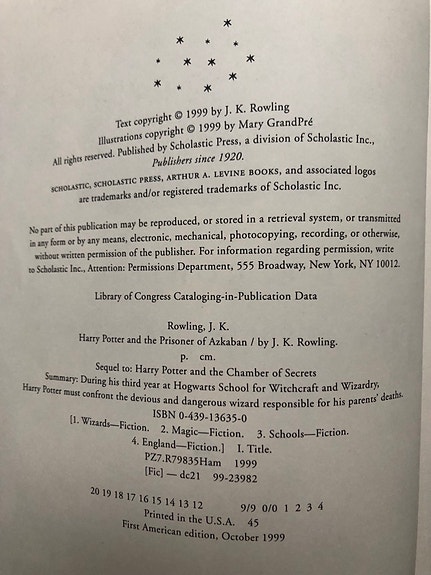 Text copyright © 1999 by J. K. Rowling
Illustrations copyright © 1999 by Mary GrandPré
All rights reserved. Published by Scholastic Press, a division of Scholastic Inc.,
Publishers since 1920.
SCHOLASTIC, SCHOLASTIC PRESS, ARTHUR A. LEVINE BOOKS, and associated logos
are trademarks and/or registered trademarks of Scholastic Inc.
No part of this publication may be reproduced, or stored in a retrieval system, or transmitted
in any form or by any means, electronic, mechanical, photocopying, recording, or otherwise,
without written permission of the publisher. For information regarding permission, write
to Scholastic Inc., Attention: Permissions Department, 555 Broadway, New York, NY 10012.
Library of Congress Cataloging-in-Publication Data
Rowling, J. K.
Harry Potter and the Prisoner of Azkaban / by J. K. Rowling.
p. cm.
Sequel to: Harry Potter and the Chamber of Secrets
Summary: During his third year at Hogwarts School for Witchcraft and Wizardry,
Harry Potter must confront the devious and dangerous wizard responsible for his parents' deaths.
ISBN 0-439-13635-0
[1. Wizards—Fiction. 2. Magic—Fiction. 3. Schools—Fiction.
4. England—Fiction.] I. Title.
PZ7.R79835Ham 1999
[Fic] — dc21 99-23982
20 19 18 17 16 15 14 13 12 9/9 0/0 1 2 3 4
Printed in the U.S.A. 45
First American edition, October 1999